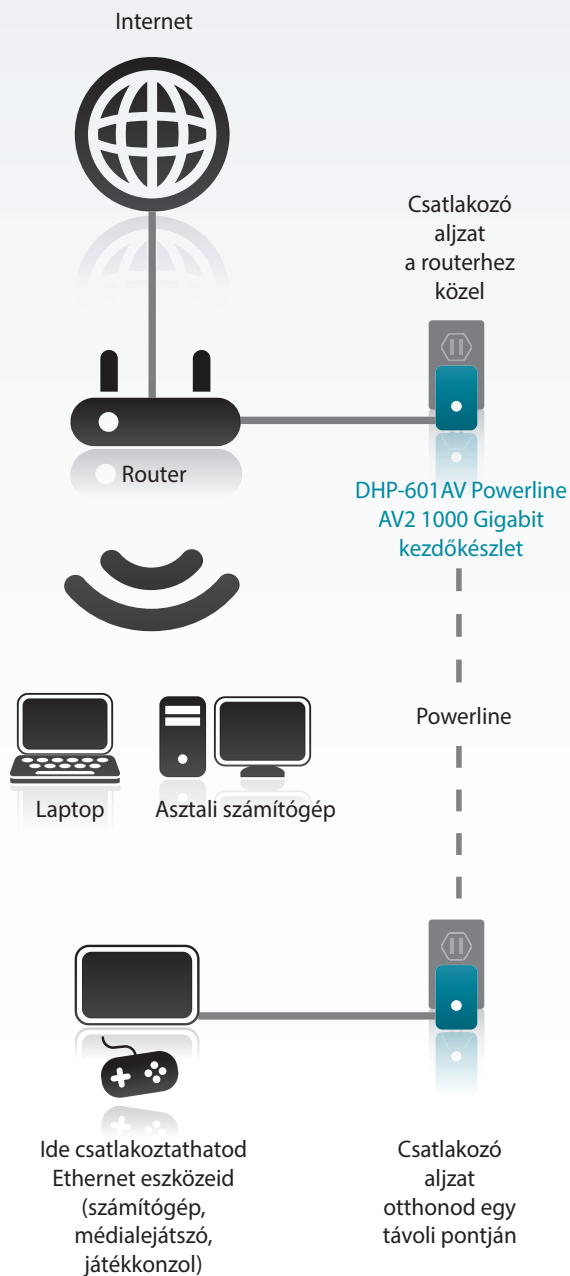 Internet
Csatlakozó
aljzat
a routerhez
közel
Router
DHP-601AV Powerline
AV2 1000 Gigabit
kezdőkészlet
Powerline
Laptop
Asztali számítógép
Ide csatlakoztathatod
Ethernet eszközeid
(számítógép,
médialejátszó,
játékkonzol)
Csatlakozó
aljzat
otthonod egy
távoli pontján